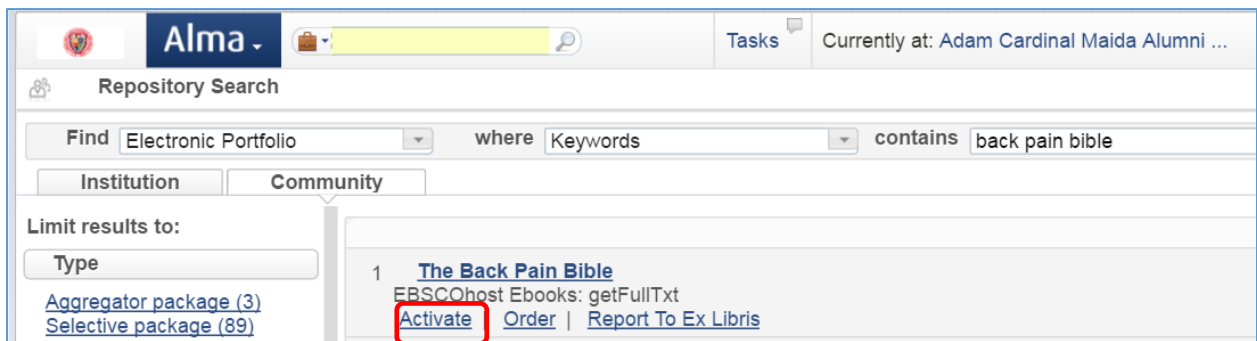 Alma Tasks Currently at: Adam Cardinal Maida Alumni ...
Repository Search
Find Electronic Portfolio where Keywords contains back pain bible
Institution Community
Limit results to:
Type
Aggregator package (3)
Selective package (89)
1 The Back Pain Bible
EBSCOhost Ebooks: getFullTxt
Activate | Order | Report To Ex Libris